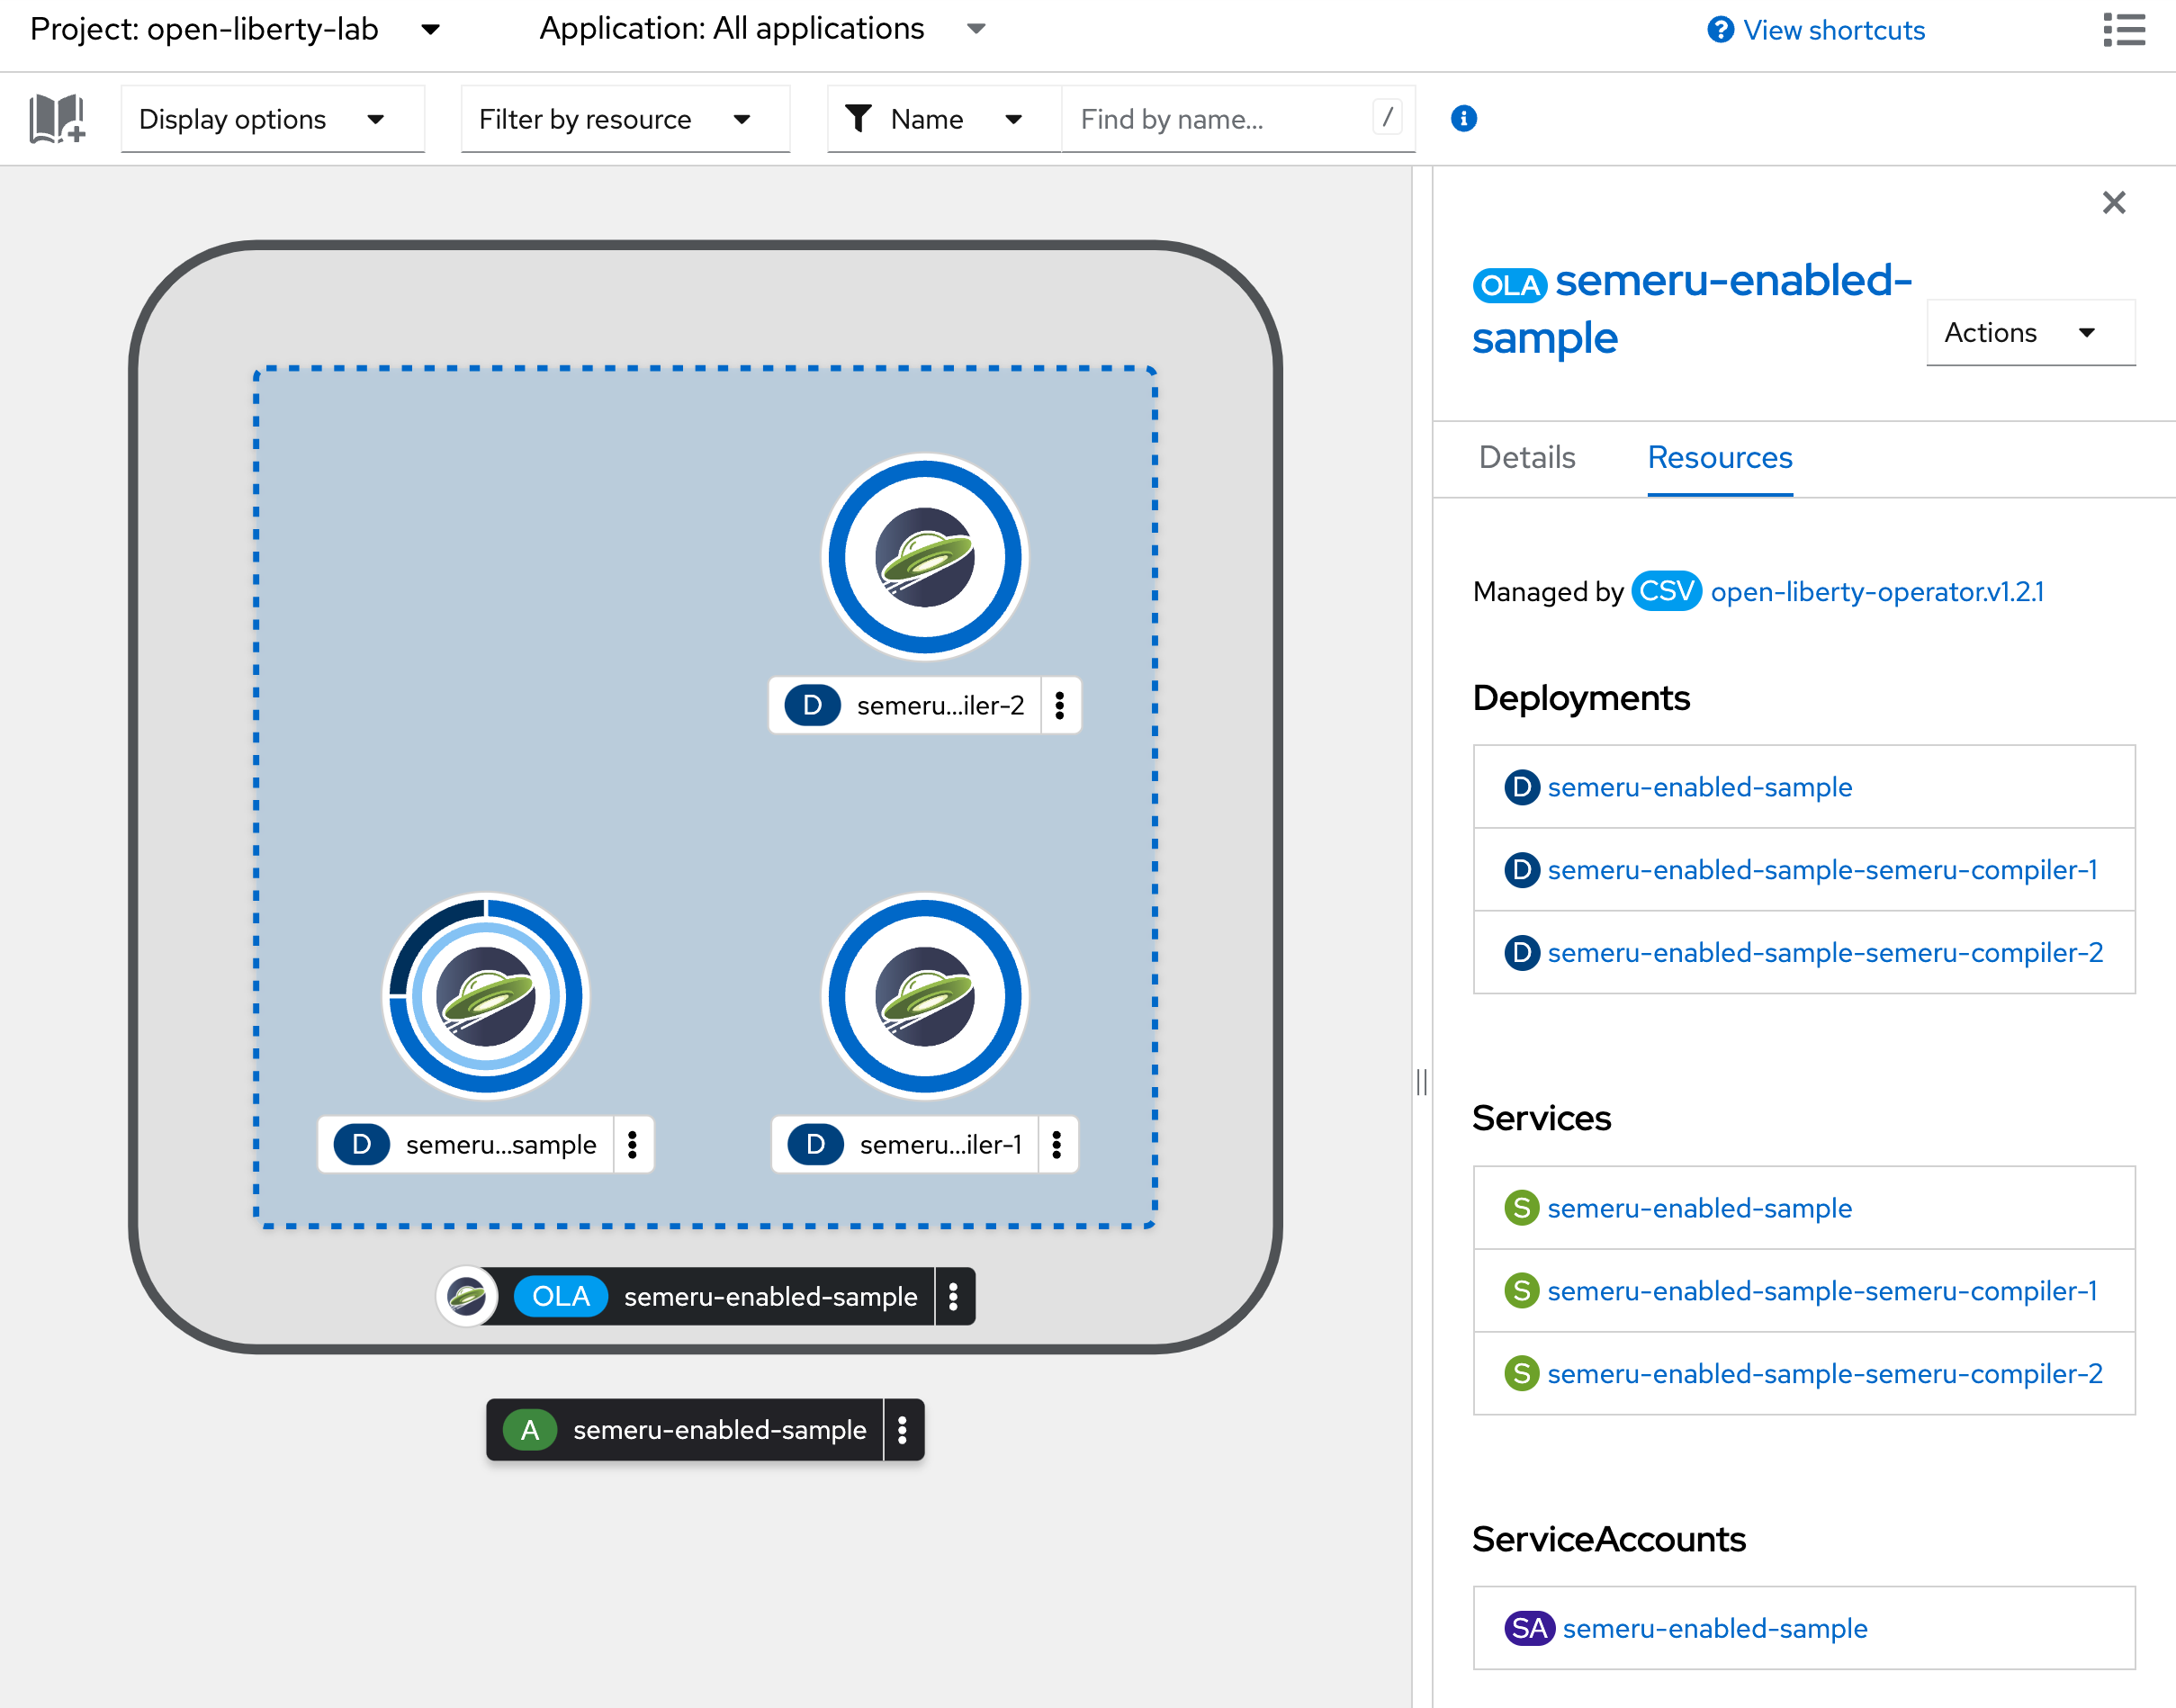 Project: open-liberty-lab
Application: All applications
View shortcuts
Display options
Filter by resource
Name
Find by name...
/
D semeru...iler-2
D semeru...sample
D semeru...iler-1
OLA semeru-enabled-sample
A semeru-enabled-sample
OLA semeru-enabled-
sample
Actions
Details
Resources
Managed by CSV open-liberty-operator.v1.2.1
Deployments
D semeru-enabled-sample
D semeru-enabled-sample-semeru-compiler-1
D semeru-enabled-sample-semeru-compiler-2
Services
S semeru-enabled-sample
S semeru-enabled-sample-semeru-compiler-1
S semeru-enabled-sample-semeru-compiler-2
ServiceAccounts
SA semeru-enabled-sample